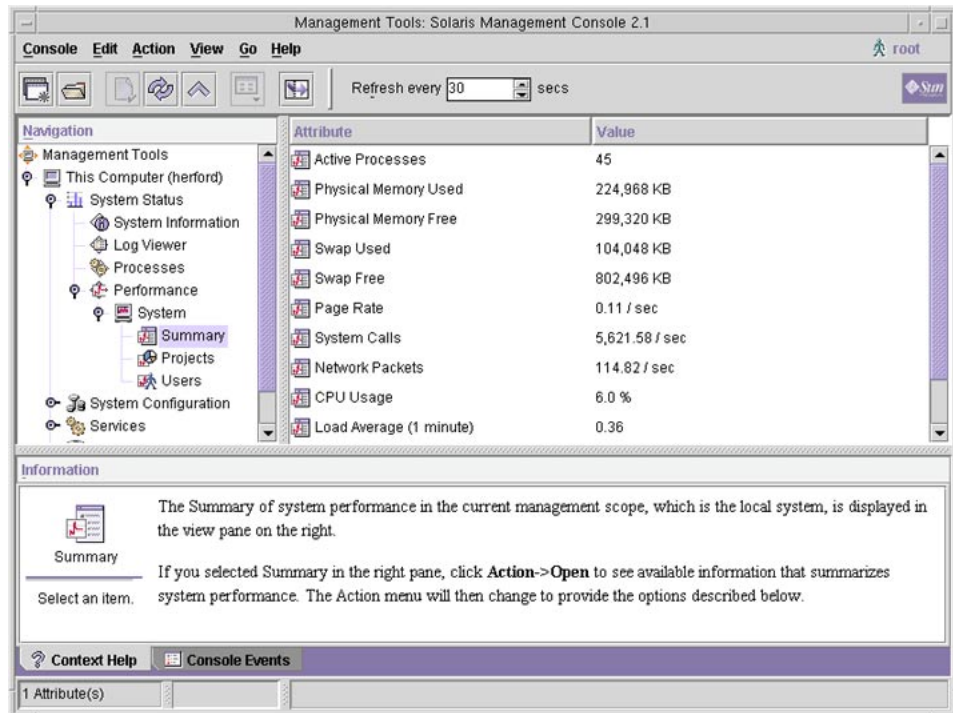 Management Tools: Solaris Management Console 2.1
Console Edit Action View Go Help
root
Refresh every 30 secs
Sun
Navigation
Attribute Value
Management Tools
This Computer (herford)
System Status
System Information
Log Viewer
Processes
Performance
System
Summary
Projects
Users
System Configuration
Services
Active Processes 45
Physical Memory Used 224,968 KB
Physical Memory Free 299,320 KB
Swap Used 104,048 KB
Swap Free 802,496 KB
Page Rate 0.11 / sec
System Calls 5,621.58 / sec
Network Packets 114.82 / sec
CPU Usage 6.0 %
Load Average (1 minute) 0.36
Information
Summary
Select an item.
The Summary of system performance in the current management scope, which is the local system, is displayed in
the view pane on the right.
If you selected Summary in the right pane, click Action->Open to see available information that summarizes
system performance. The Action menu will then change to provide the options described below.
Context Help Console Events
1 Attribute(s)